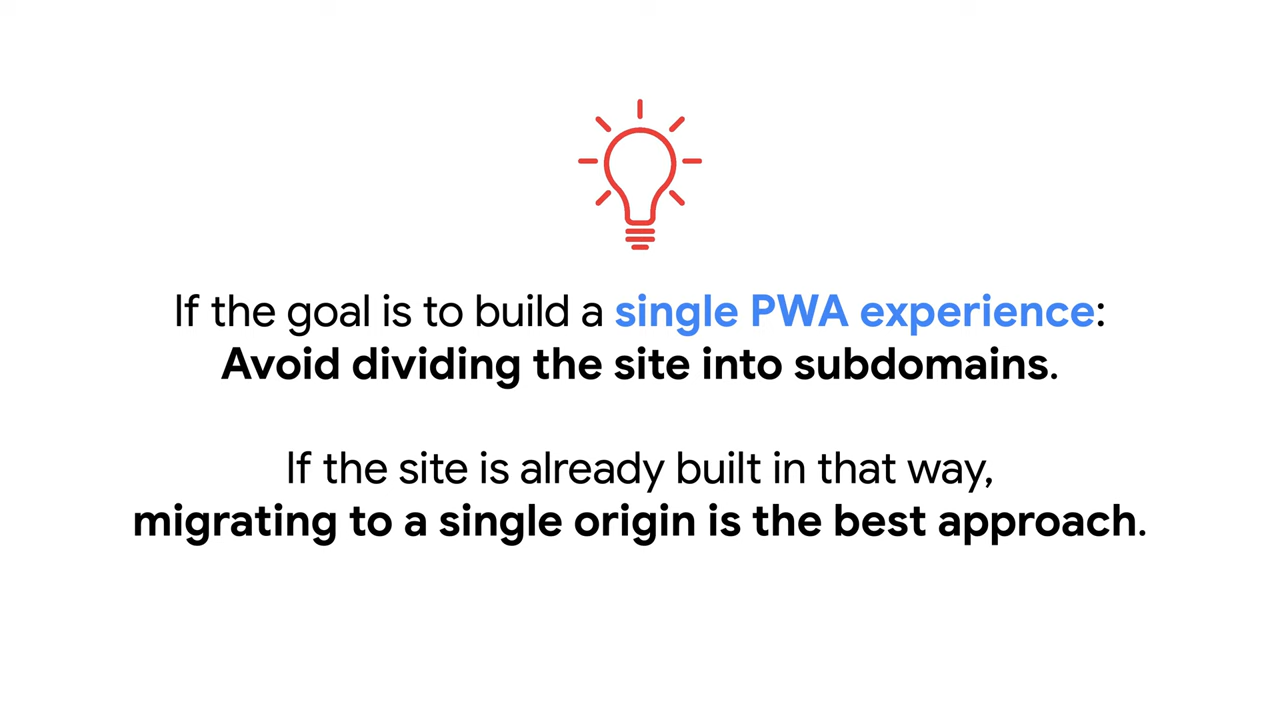 If the goal is to build a single PWA experience:
Avoid dividing the site into subdomains.
If the site is already built in that way,
migrating to a single origin is the best approach.